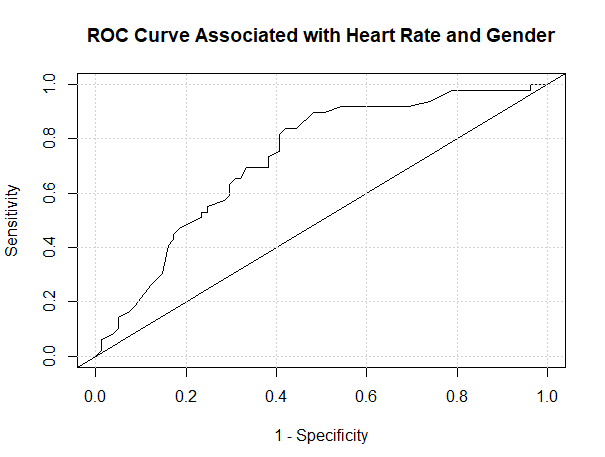 ROC Curve Associated with Heart Rate and Gender
1.0
0.8
0.6
0.4
0.2
0.0
Sensitivity
0.0 0.2 0.4 0.6 0.8 1.0
1 - Specificity